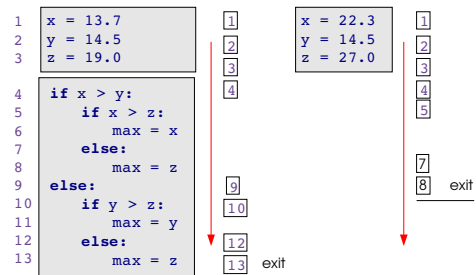 1 x = 13.7 1 x = 22.3 1
2 y = 14.5 2 y = 14.5 2
3 z = 19.0 3 z = 27.0 3
4 if x > y: 4 4
5 if x > z: 5
6 max = x
7 else: 7
8 max = z 8 exit
9 else: 9
10 if y > z: 10
11 max = y
12 else: 12
13 max = z 13 exit